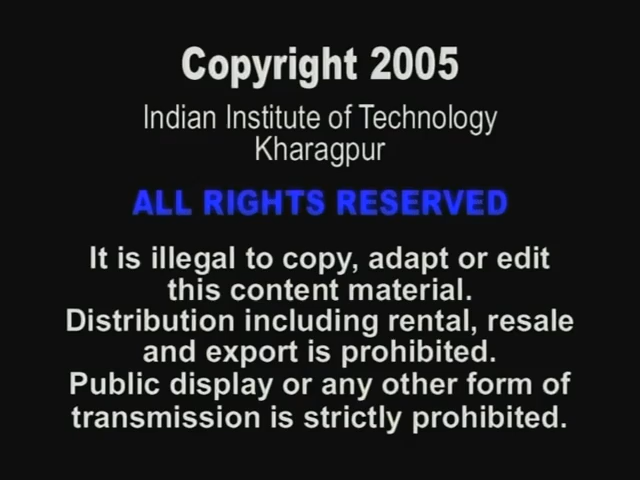 Copyright 2005
Indian Institute of Technology
Kharagpur
ALL RIGHTS RESERVED
It is illegal to copy, adapt or edit
this content material.
Distribution including rental, resale
and export is prohibited.
Public display or any other form of
transmission is strictly prohibited.